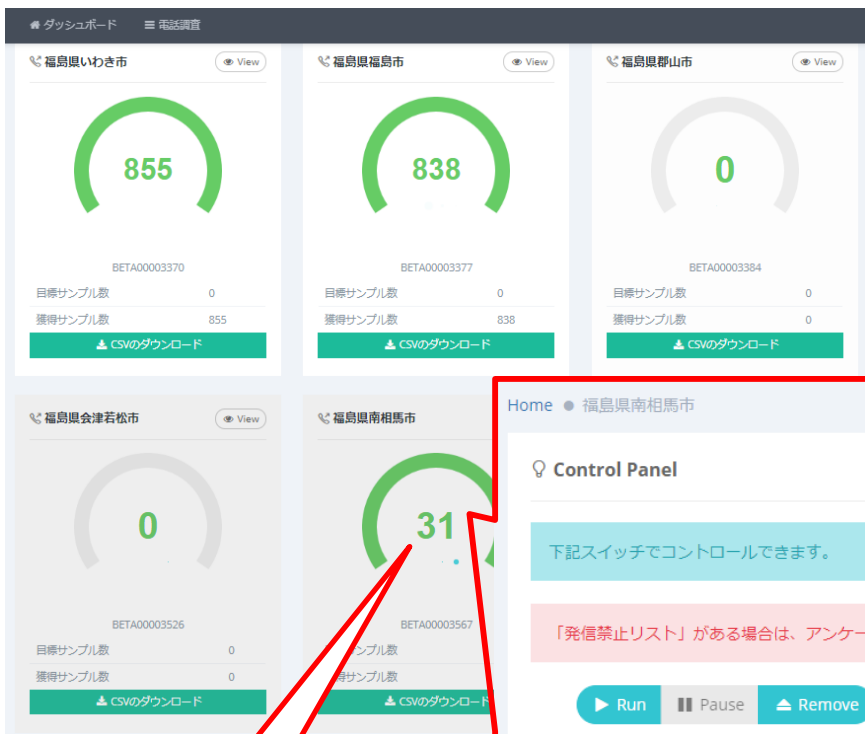 ダッシュボード 電話調査
福島県いわき市 View
855
BETA00003370
目標サンプル数 0
獲得サンプル数 855
CSVのダウンロード
福島県福島市 View
838
BETA00003377
目標サンプル数 0
獲得サンプル数 838
CSVのダウンロード
福島県郡山市 View
0
BETA00003384
目標サンプル数 0
獲得サンプル数 0
CSVのダウンロード
福島県会津若松市 View
0
BETA00003526
目標サンプル数 0
獲得サンプル数 0
CSVのダウンロード
福島県南相馬市
31
BETA00003567
サンプル数
サンプル数
CSVのダウンロード
Home ● 福島県南相馬市
Control Panel
下記スイッチでコントロールできます。
「発信禁止リスト」がある場合は、アンケー
Run Pause Remove